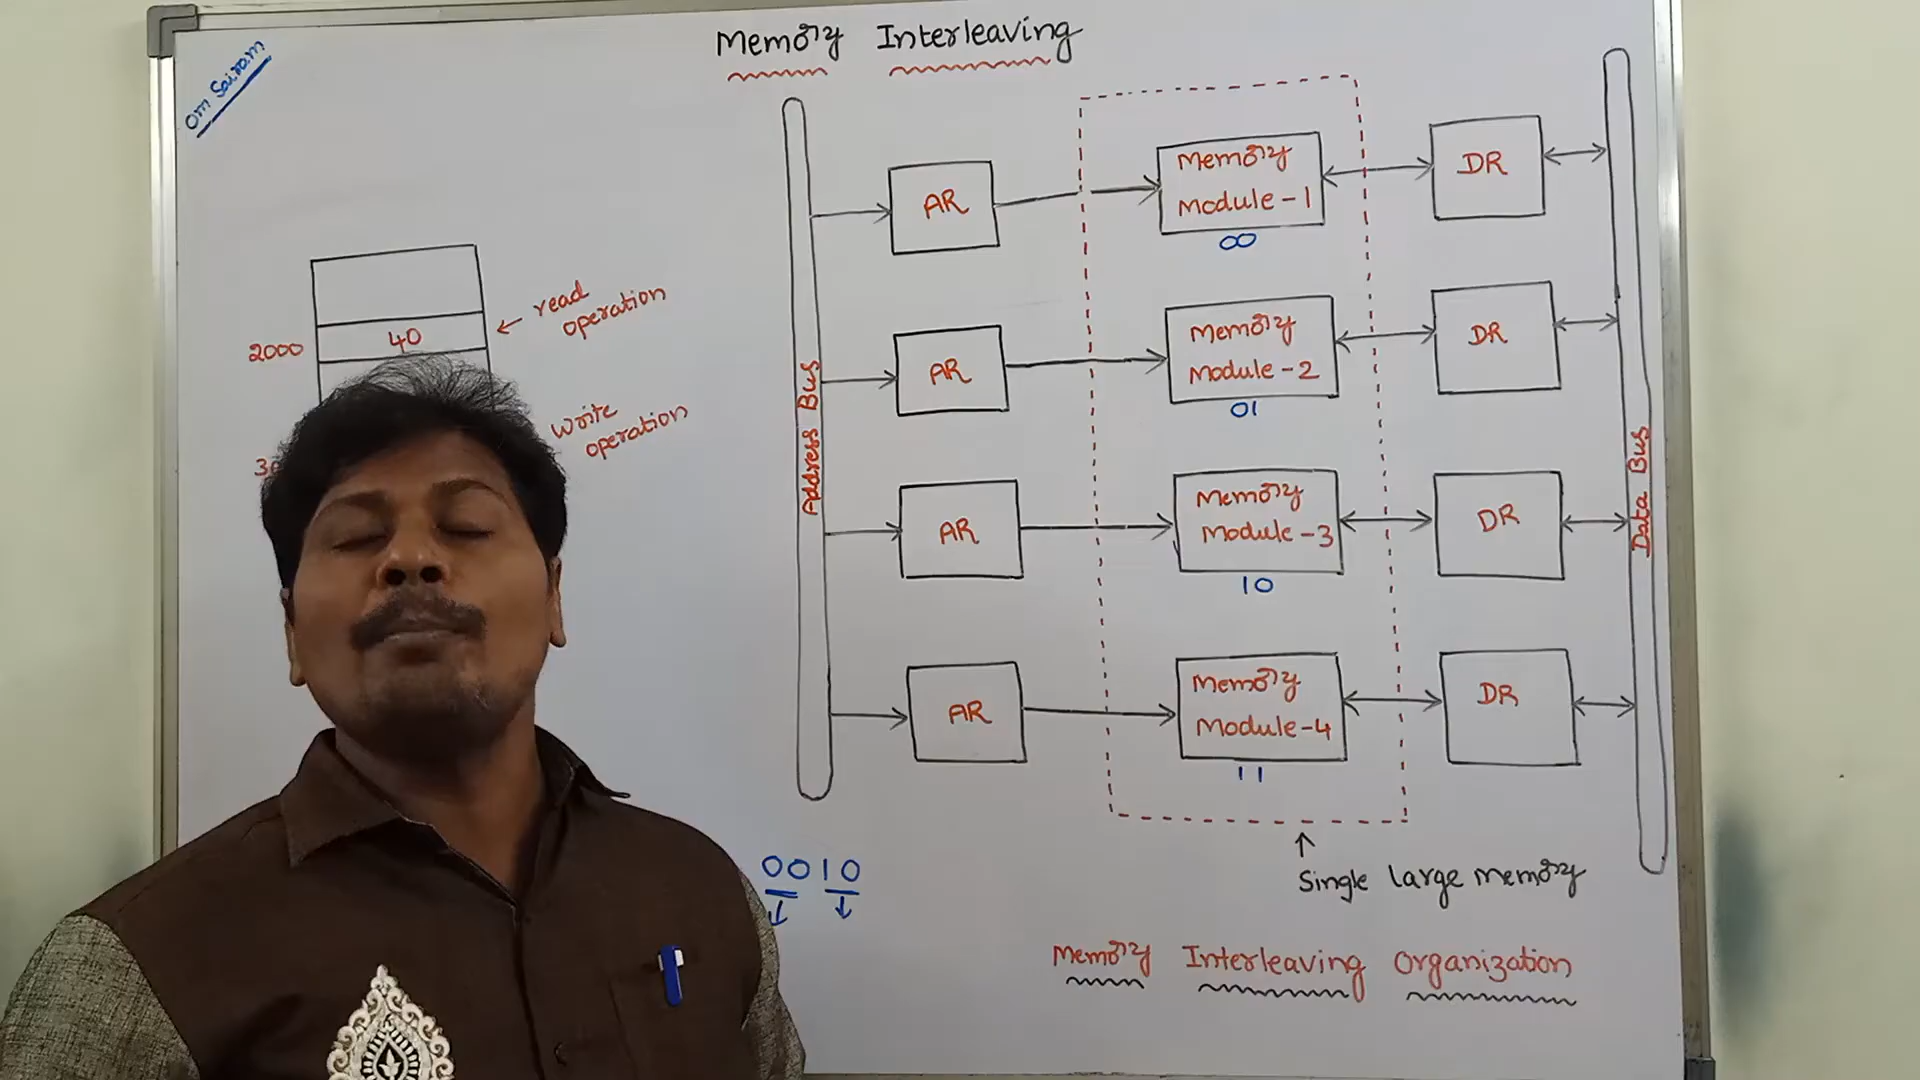 Om Sairam
Memory Interleaving
read
operation
2000 40
write
operation
Address Bus
AR
Memory
Module-1
00
DR
AR
Memory
Module-2
01
DR
AR
Memory
Module-3
10
DR
AR
Memory
Module-4
11
DR
Data Bus
0010
Single large memory
Memory Interleaving Organization